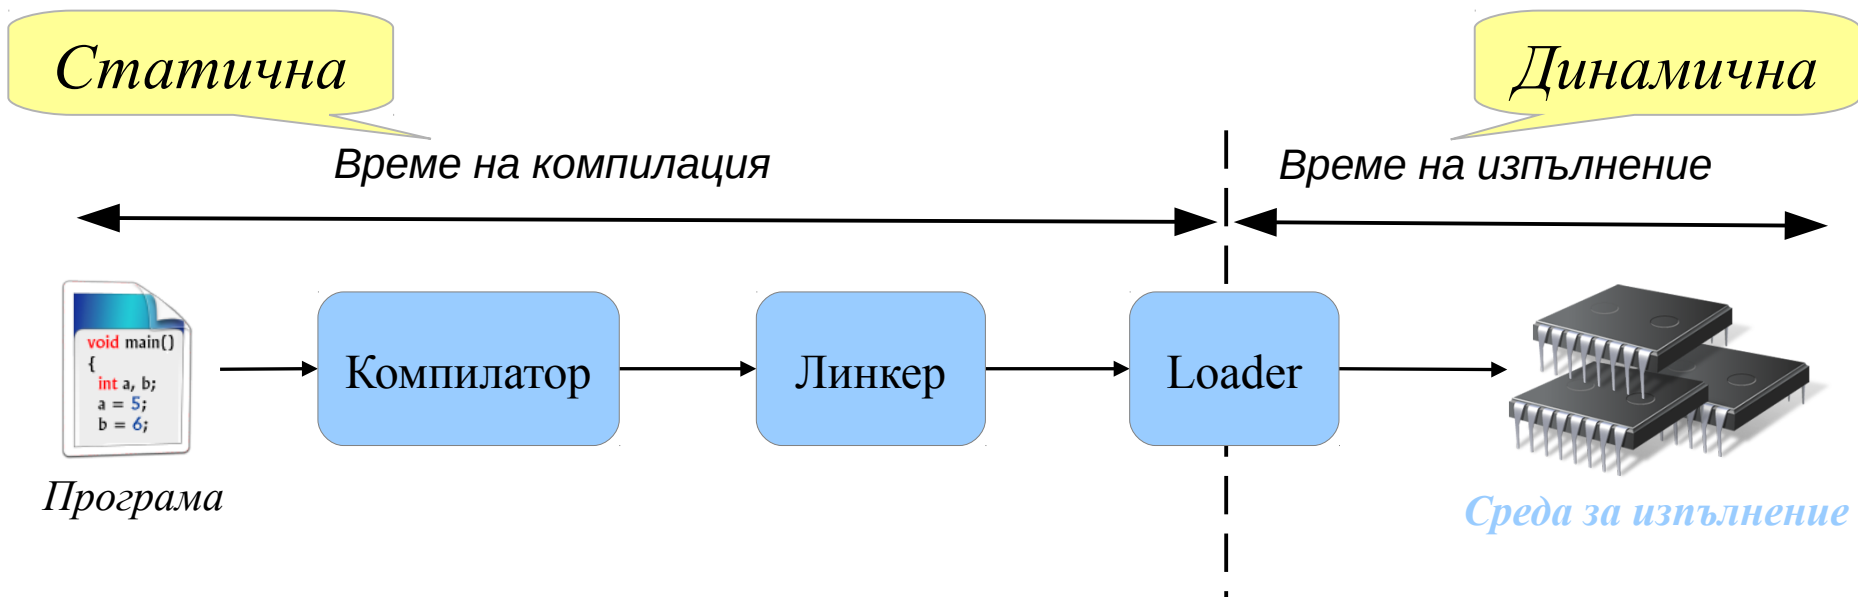 Статична
Динамична
Време на компилация
Време на изпълнение
void main()
{
int a, b;
a = 5;
b = 6;
Компилатор
Линкер
Loader
Програма
Среда за изпълнение